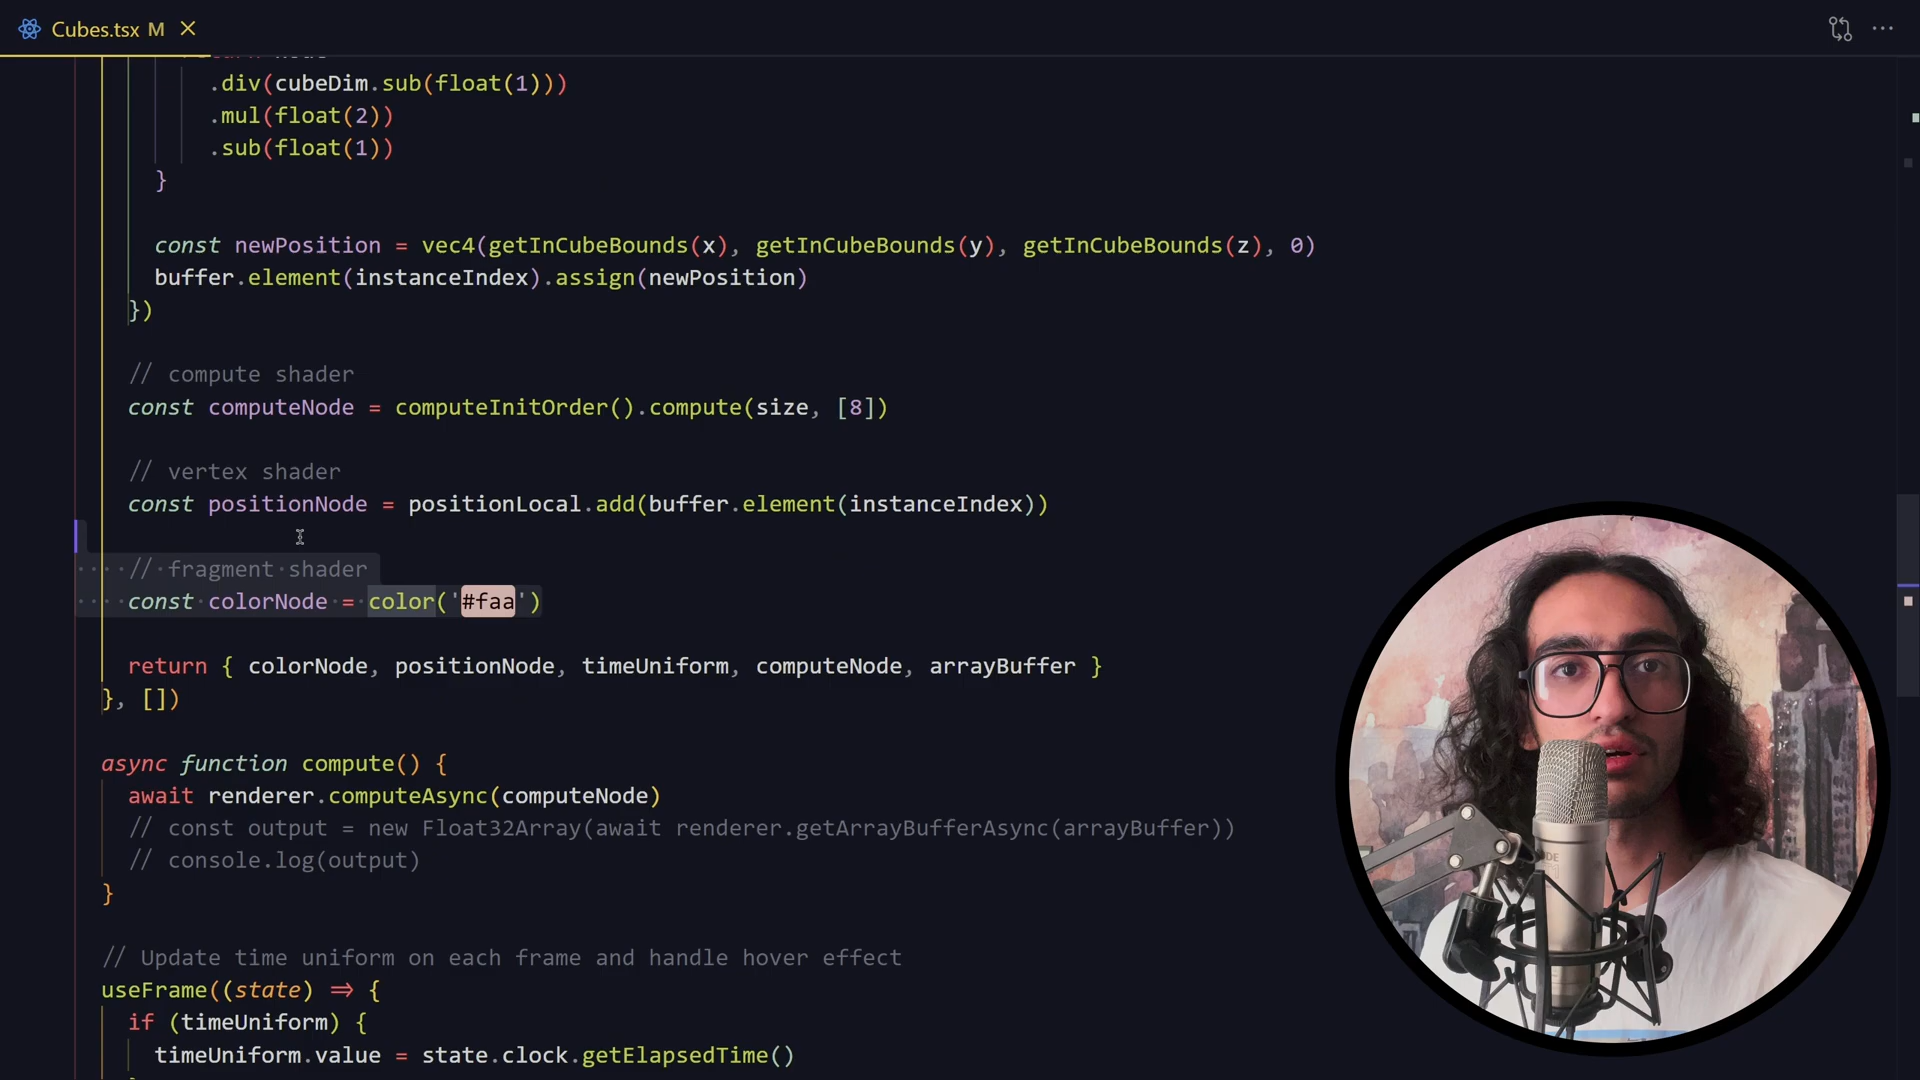 Cubes.tsx M
.div(cubeDim.sub(float(1)))
.mul(float(2))
.sub(float(1))
}
const newPosition = vec4(getInCubeBounds(x), getInCubeBounds(y), getInCubeBounds(z), 0)
buffer.element(instanceIndex).assign(newPosition)
})
// compute shader
const computeNode = computeInitOrder().compute(size, [8])
// vertex shader
const positionNode = positionLocal.add(buffer.element(instanceIndex))
// fragment shader
const colorNode = color('#faa')
return { colorNode, positionNode, timeUniform, computeNode, arrayBuffer }
}, [])
async function compute() {
await renderer.computeAsync(computeNode)
// const output = new Float32Array(await renderer.getArrayBufferAsync(arrayBuffer))
// console.log(output)
}
// Update time uniform on each frame and handle hover effect
useFrame((state) => {
if (timeUniform) {
timeUniform.value = state.clock.getElapsedTime()